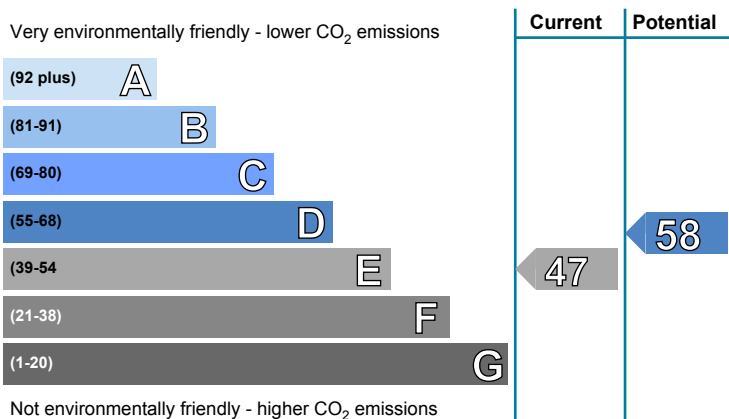 Current Potential
Very environmentally friendly - lower CO2 emissions
(92 plus) A
(81-91) B
(69-80) C
(55-68) D
58
(39-54 E
47
(21-38) F
(1-20) G
Not environmentally friendly - higher CO2 emissions